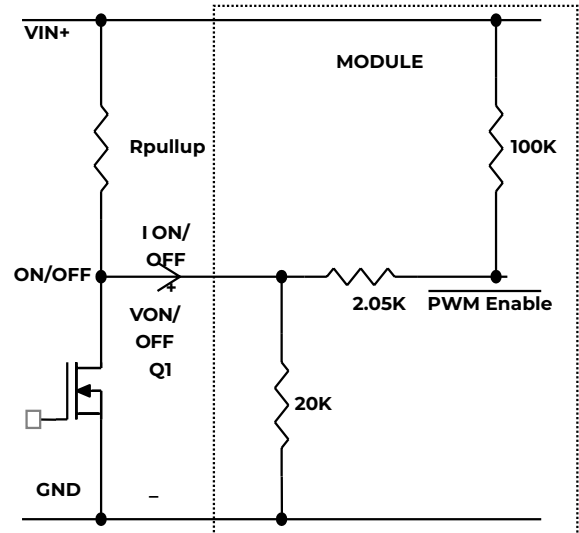 VIN+
MODULE
Rpullup
100K
I ON/
OFF
ON/OFF
+
2.05K
PWM Enable
VON/
OFF
Q1
20K
GND
_